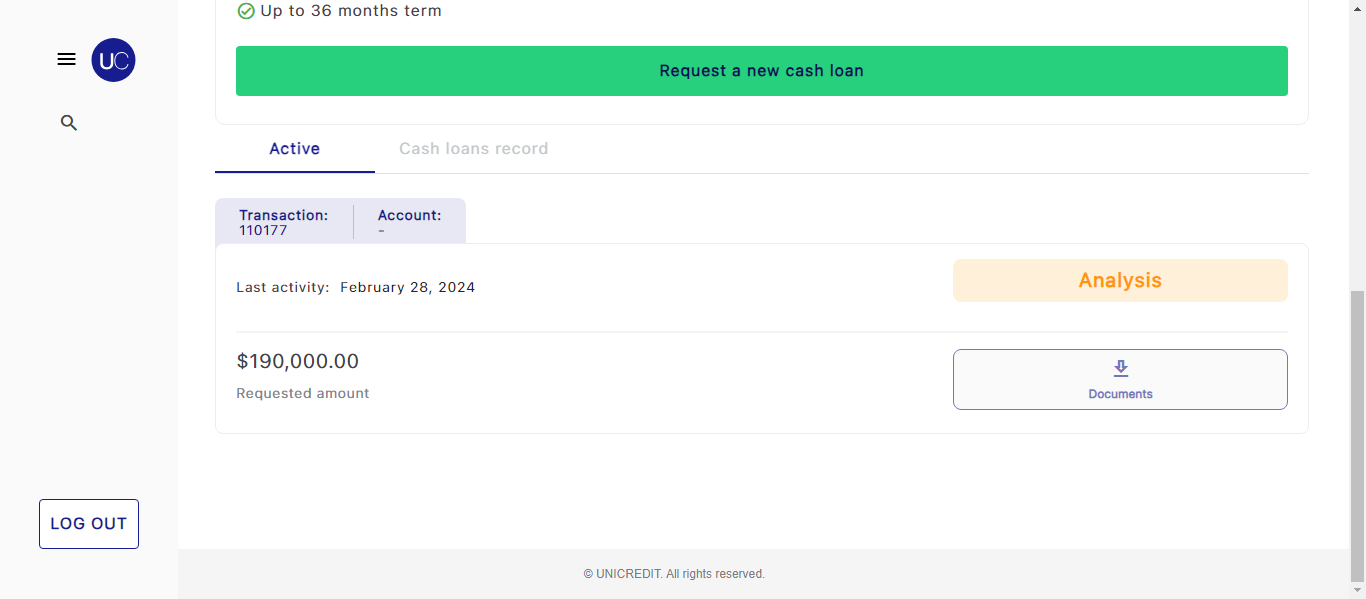 Up to 36 months term
UC
Request a new cash loan
Active
Cash loans record
Transaction:
110177
Account:
-
Last activity: February 28, 2024
Analysis
$190,000.00
Requested amount
Documents
LOG OUT
© UNICREDIT. All rights reserved.